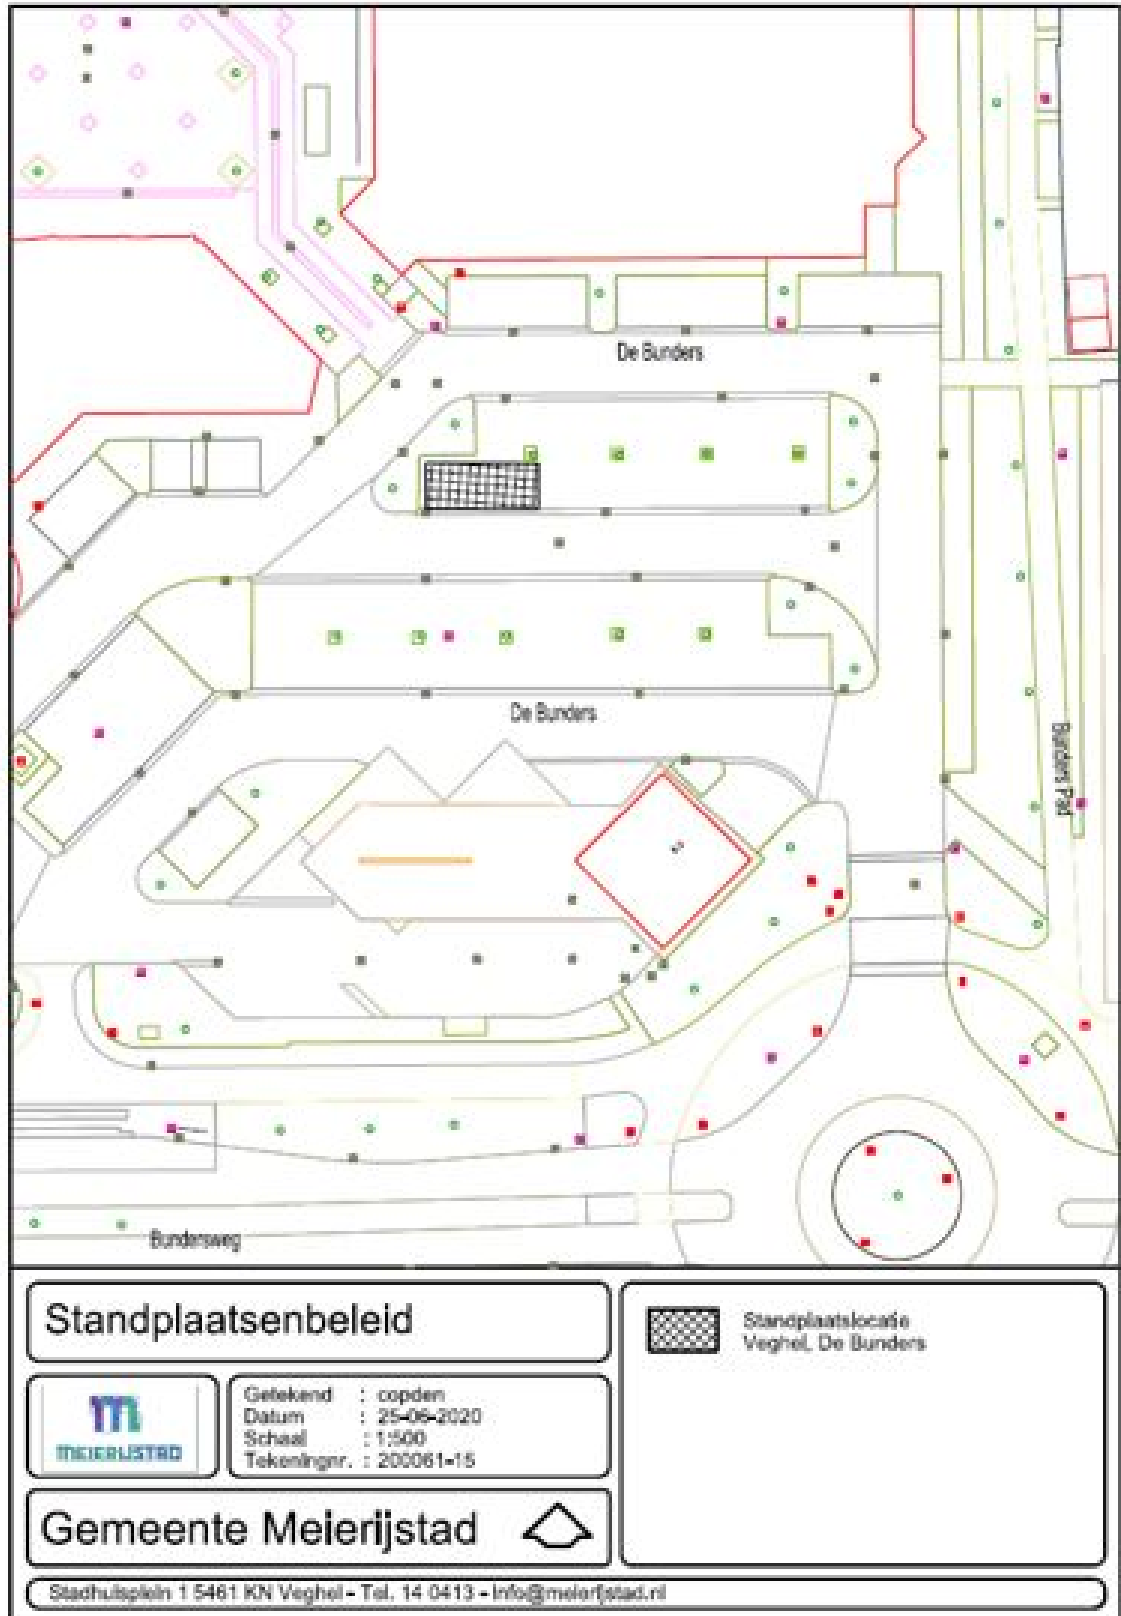 De Bunders
De Bunders
Bunders Pad
Bundersweg
Standplaatsenbeleid
Standplaatslocatie
Veghel, De Bunders
MEIERIJSTAD
Getekend : copden
Datum : 25-06-2020
Schaal : 1:500
Tekeningnr. : 200061-15
Gemeente Meierijstad
Stadhuisplein 1 5461 KN Veghel - Tel. 14 0413 - info@meierijstad.nl